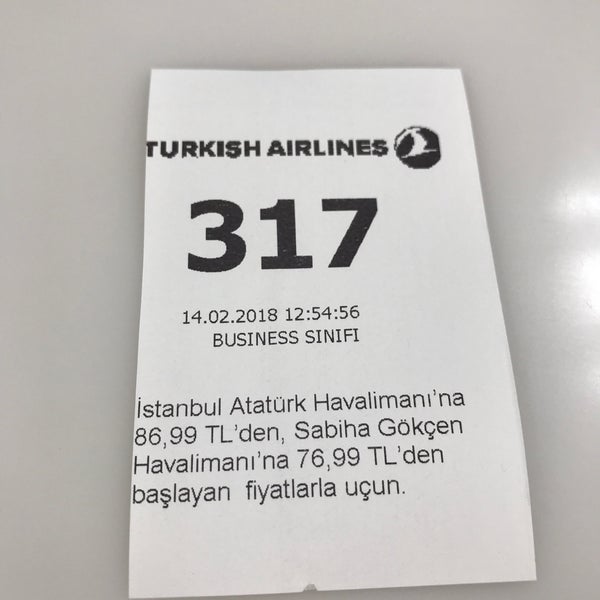 TURKISH AIRLINES
317
14.02.2018 12:54:56
BUSINESS SINIFI
İstanbul Atatürk Havalimanı'na
86,99 TL'den, Sabiha Gökçen
Havalimanı'na 76,99 TL'den
başlayan fiyatlarla uçun.